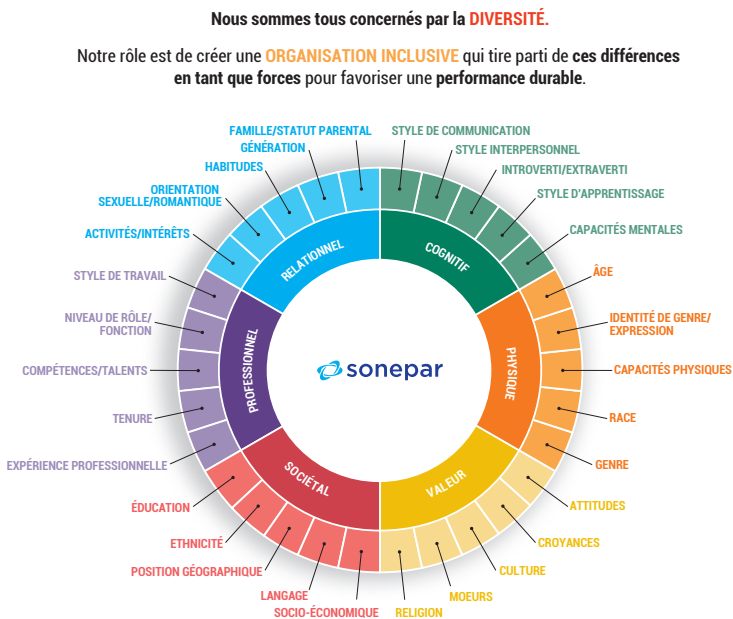 Nous sommes tous concernés par la DIVERSITÉ.
Notre rôle est de créer une ORGANISATION INCLUSIVE qui tire parti de ces différences
en tant que forces pour favoriser une performance durable.
FAMILLE/STATUT PARENTAL
GÉNÉRATION
HABITUDES
ORIENTATION
SEXUELLE/ROMANTIQUE
ACTIVITÉS/INTÉRÊTS
RELATIONNEL
STYLE DE COMMUNICATION
STYLE INTERPERSONNEL
INTROVERTI/EXTRAVERTI
STYLE D'APPRENTISSAGE
CAPACITÉS MENTALES
COGNITIF
ÂGE
IDENTITÉ DE GENRE/
EXPRESSION
CAPACITÉS PHYSIQUES
RACE
GENRE
PHYSIQUE
ATTITUDES
CROYANCES
CULTURE
MOEURS
RELIGION
VALEUR
SOCIO-ÉCONOMIQUE
LANGAGE
POSITION GÉOGRAPHIQUE
ETHNICITÉ
ÉDUCATION
SOCIÉTAL
STYLE DE TRAVAIL
NIVEAU DE RÔLE/
FONCTION
COMPÉTENCES/TALENTS
TENURE
EXPÉRIENCE PROFESSIONNELLE
PROFESSIONNEL
sonepar